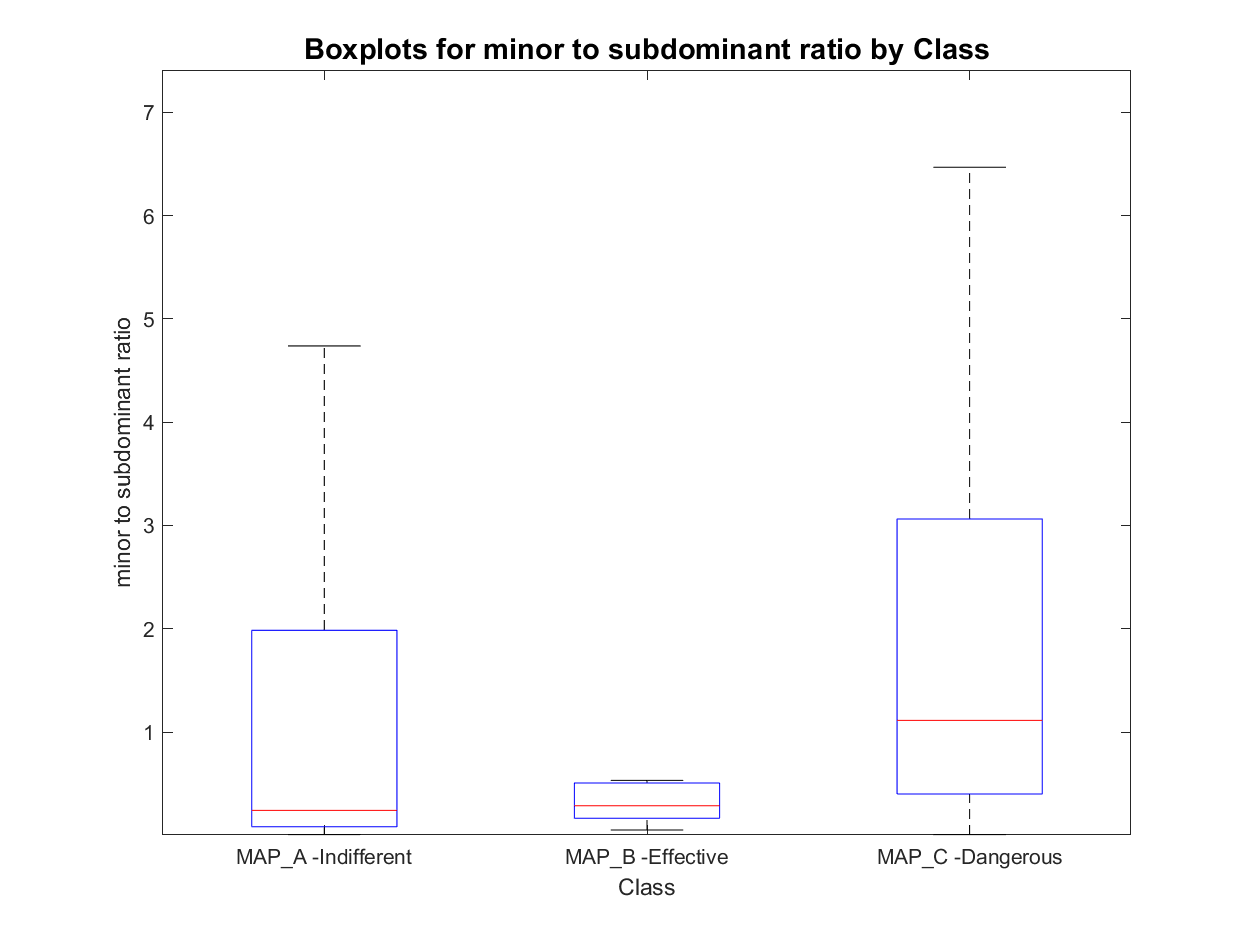 Boxplots for minor to subdominant ratio by Class
7
6
5
4
3
2
1
minor to subdominant ratio
MAP_A -Indifferent
MAP_B -Effective
MAP_C -Dangerous
Class